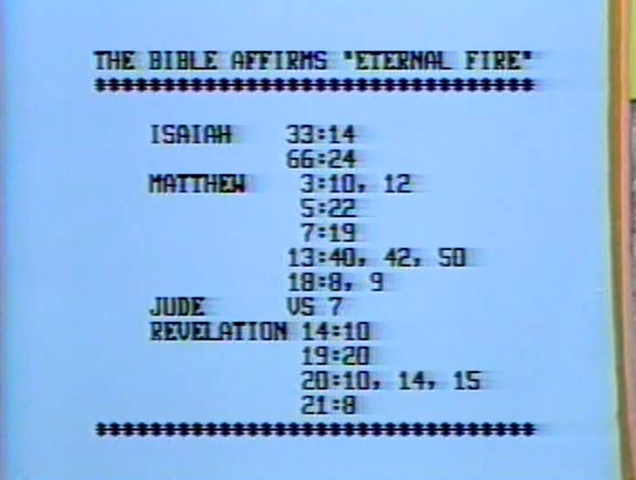 THE BIBLE AFFIRMS "ETERNAL FIRE"
********************************
ISAIAH 33:14
66:24
MATTHEW 3:10, 12
5:22
7:19
13:40, 42, 50
18:8, 9
JUDE VS 7
REVELATION 14:10
19:20
20:10, 14, 15
21:8
********************************